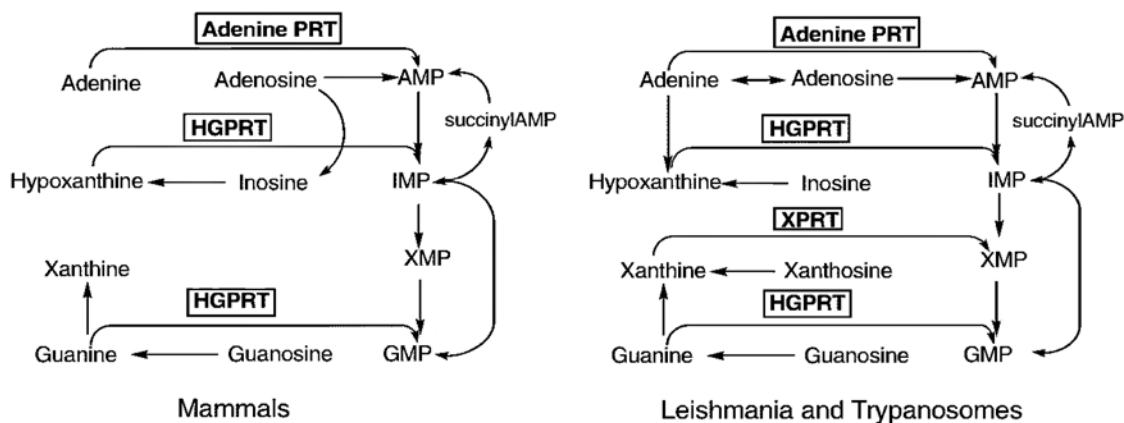 Adenine PRT
Adenine Adenosine AMP
succinylAMP
HGPRT
Hypoxanthine Inosine IMP
Xanthine XMP
HGPRT
Guanine Guanosine GMP
Mammals
Adenine PRT
Adenine Adenosine AMP
succinylAMP
HGPRT
Hypoxanthine Inosine IMP
XPRT
Xanthine Xanthosine XMP
HGPRT
Guanine Guanosine GMP
Leishmania and Trypanosomes